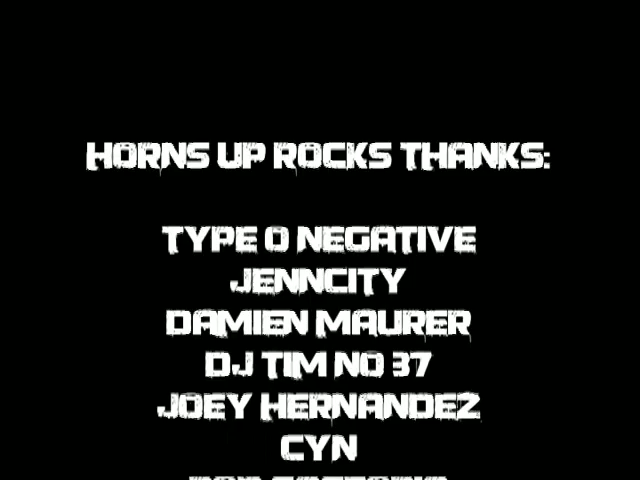 HORNS UP ROCKS THANKS:
TYPE O NEGATIVE
JENNCITY
DAMIEN MAURER
DJ TIM NO 37
JOEY HERNANDEZ
CYN